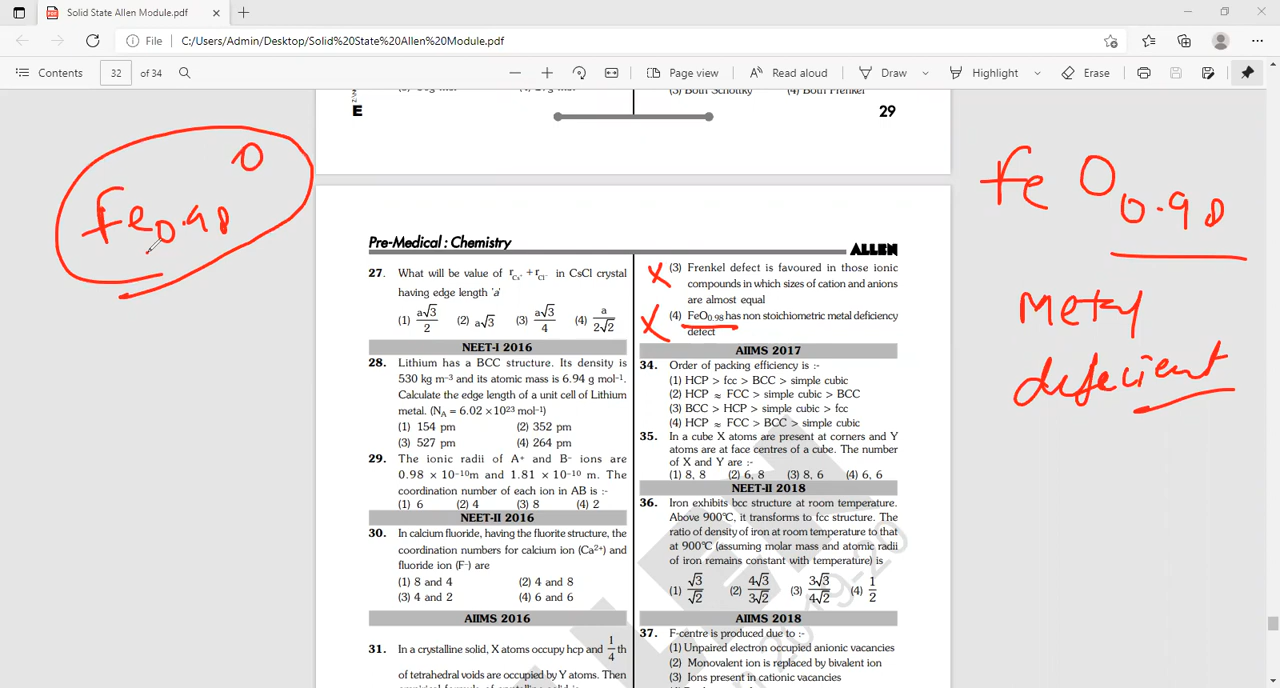 Solid State Allen Module.pdf
File C:/Users/Admin/Desktop/Solid%20State%20Allen%20Module.pdf
Contents 32 of 34 Page view Read aloud Draw Highlight Erase
(3) Both Schottky (4) Both Frenkel
E 29
Fe0.98 O
Fe O0.98
Metal
deficient
Pre-Medical : Chemistry ALLEN
27. What will be value of rCs+ + rCl− in CsCl crystal
having edge length 'a'
(1) a√3/2 (2) a√3 (3) a√3/4 (4) a/2√2
NEET-I 2016
28. Lithium has a BCC structure. Its density is
530 kg m−3 and its atomic mass is 6.94 g mol−1.
Calculate the edge length of a unit cell of Lithium
metal. (NA = 6.02 ×10²³ mol−1)
(1) 154 pm (2) 352 pm
(3) 527 pm (4) 264 pm
29. The ionic radii of A+ and B− ions are
0.98 × 10−10m and 1.81 × 10−10 m. The
coordination number of each ion in AB is :-
(1) 6 (2) 4 (3) 8 (4) 2
NEET-II 2016
30. In calcium fluoride, having the fluorite structure, the
coordination numbers for calcium ion (Ca2+) and
fluoride ion (F−) are
(1) 8 and 4 (2) 4 and 8
(3) 4 and 2 (4) 6 and 6
AIIMS 2016
31. In a crystalline solid, X atoms occupy hcp and 1/4 th
of tetrahedral voids are occupied by Y atoms. Then
(3) Frenkel defect is favoured in those ionic
compounds in which sizes of cation and anions
are almost equal
(4) FeO0.98 has non stoichiometric metal deficiency
defect
AIIMS 2017
34. Order of packing efficiency is :-
(1) HCP > fcc > BCC > simple cubic
(2) HCP ≈ FCC > simple cubic > BCC
(3) BCC > HCP > simple cubic > fcc
(4) HCP ≈ FCC > BCC > simple cubic
35. In a cube X atoms are present at corners and Y
atoms are at face centres of a cube. The number
of X and Y are :-
(1) 8, 8 (2) 6, 8 (3) 8, 6 (4) 6, 6
NEET-II 2018
36. Iron exhibits bcc structure at room temperature.
Above 900°C, it transforms to fcc structure. The
ratio of density of iron at room temperature to that
at 900°C (assuming molar mass and atomic radii
of iron remains constant with temperature) is
(1) √3/√2 (2) 4√3/3√2 (3) 3√3/4√2 (4) 1/2
AIIMS 2018
37. F-centre is produced due to :-
(1) Unpaired electron occupied anionic vacancies
(2) Monovalent ion is replaced by bivalent ion
(3) Ions present in cationic vacancies